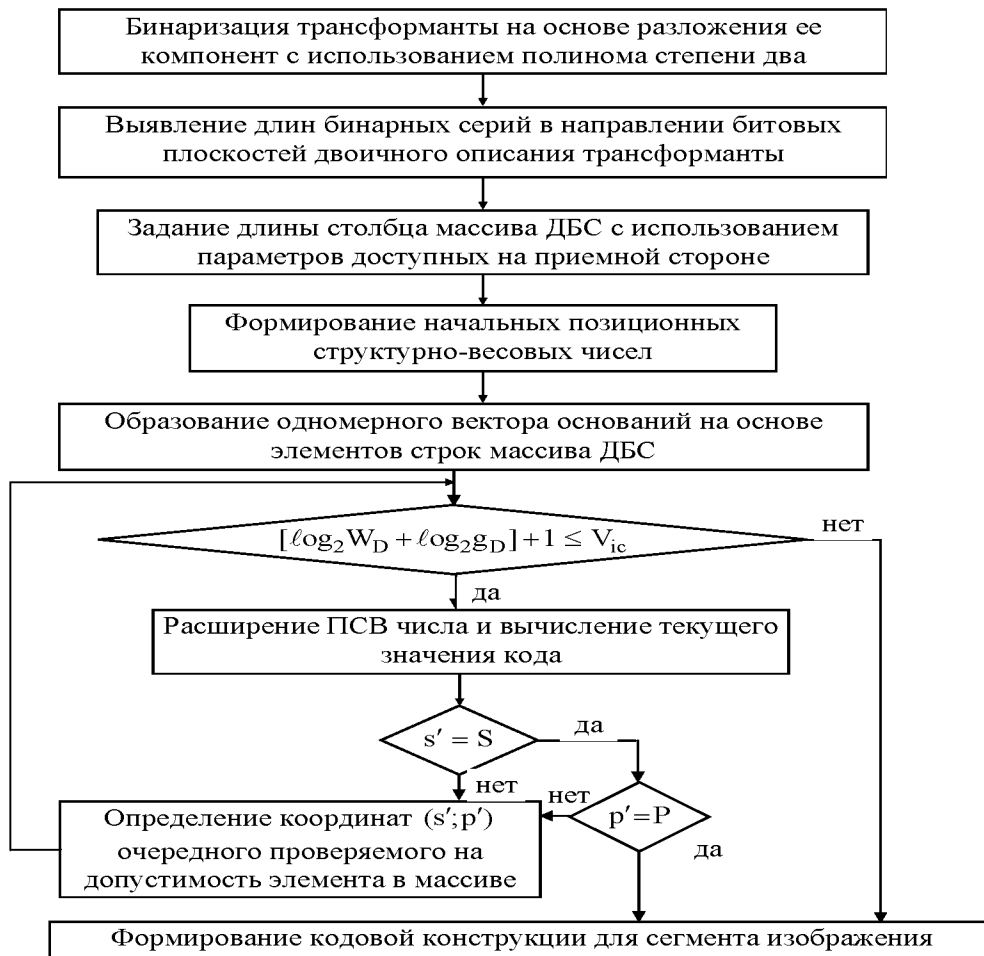 Бинаризация трансформанты на основе разложения ее
компонент с использованием полинома степени два
Выявление длин бинарных серий в направлении битовых
плоскостей двоичного описания трансформанты
Задание длины столбца массива ДБС с использованием
параметров доступных на приемной стороне
Формирование начальных позиционных
структурно-весовых чисел
Образование одномерного вектора оснований на основе
элементов строк массива ДБС
[ℓog₂W_D + ℓog₂g_D] + 1 ≤ V_ic
нет
да
Расширение ПСВ числа и вычисление текущего
значения кода
s′ = S
да
нет
нет
p′=P
да
Определение координат (s′;p′)
очередного проверяемого на
допустимость элемента в массиве
Формирование кодовой конструкции для сегмента изображения